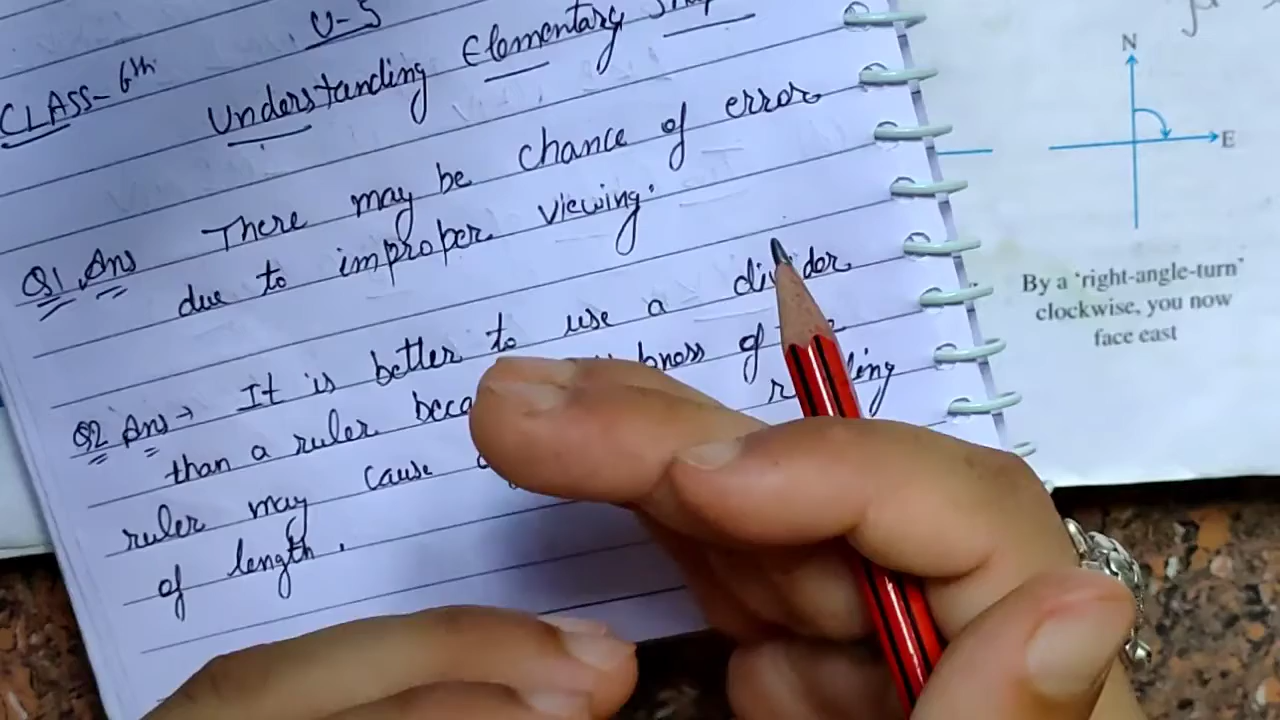 U-5
CLASS-6th
Understanding Elementary
Q1 Ans There may be chance of error
due to improper viewing.
Q2 Ans → It is better to use a divider
than a ruler of
ruler may cause
of length.
N
E
By a 'right-angle-turn'
clockwise, you now
face east